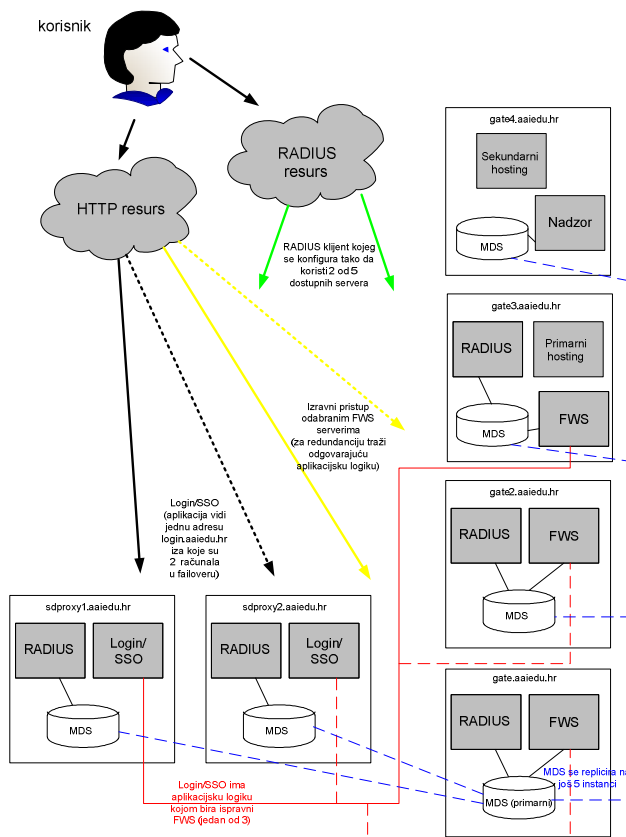 korisnik
RADIUS
resurs
HTTP resurs
RADIUS klijent kojeg
se konfigura tako da
koristi 2 od 5
dostupnih servera
Izravni pristup
odabranim FWS
serverima
(za redundanciju traži
odgovarajuću
aplikacijsku logiku)
Login/SSO
(aplikacija vidi
jednu adresu
login.aaiedu.hr
iza koje su
2 računala
u failoveru)
gate4.aaiedu.hr
Sekundarni
hosting
Nadzor
MDS
gate3.aaiedu.hr
RADIUS
Primarni
hosting
MDS
FWS
gate2.aaiedu.hr
RADIUS
FWS
MDS
sdproxy1.aaiedu.hr
RADIUS
Login/
SSO
MDS
sdproxy2.aaiedu.hr
RADIUS
Login/
SSO
MDS
gate.aaiedu.hr
RADIUS
FWS
MDS (primarni)
MDS se replicira na
još 5 instanci
Login/SSO ima
aplikacijsku logiku
kojom bira ispravni
FWS (jedan od 3)